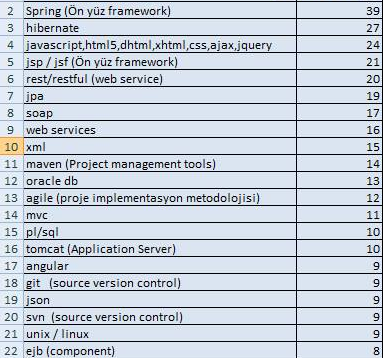 2 Spring (Ön yüz framework) 39
3 hibernate 27
4 javascript,html5,dhtml,xhtml,css,ajax,jquery 24
5 jsp / jsf (Ön yüz framework) 21
6 rest/restful (web service) 20
7 jpa 19
8 soap 17
9 web services 16
10 xml 15
11 maven (Project management tools) 14
12 oracle db 13
13 agile (proje implementasyon metodolojisi) 12
14 mvc 11
15 pl/sql 10
16 tomcat (Application Server) 10
17 angular 9
18 git (source version control) 9
19 json 9
20 svn (source version control) 9
21 unix / linux 9
22 ejb (component) 8